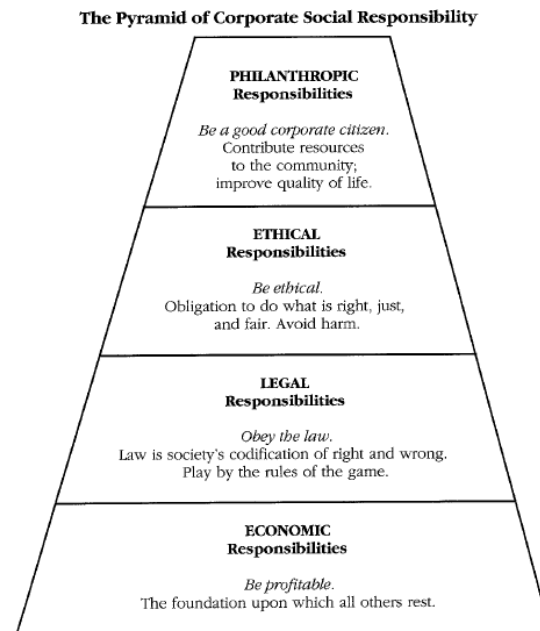 The Pyramid of Corporate Social Responsibility
PHILANTHROPIC
Responsibilities
Be a good corporate citizen.
Contribute resources
to the community;
improve quality of life.
ETHICAL
Responsibilities
Be ethical.
Obligation to do what is right, just,
and fair. Avoid harm.
LEGAL
Responsibilities
Obey the law.
Law is society's codification of right and wrong.
Play by the rules of the game.
ECONOMIC
Responsibilities
Be profitable.
The foundation upon which all others rest.